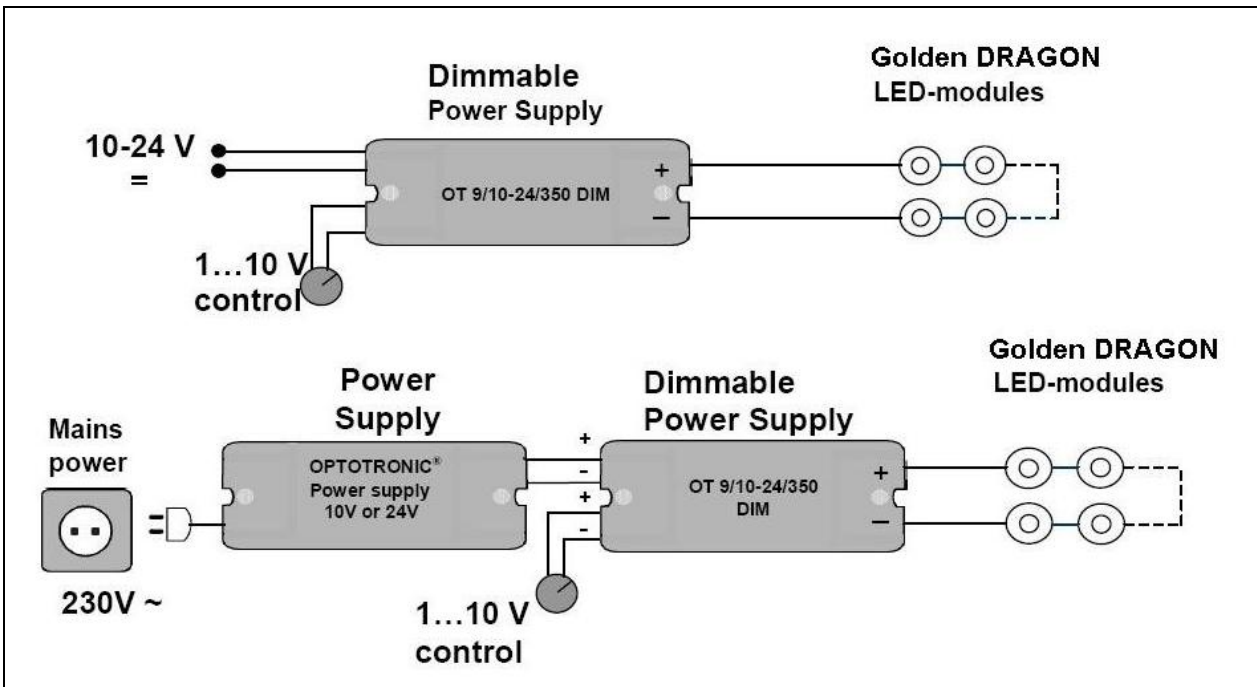 Dimmable
Power Supply
Golden DRAGON
LED-modules
10-24 V
=
OT 9/10-24/350 DIM
+
–
1...10 V
control
Power
Supply
Dimmable
Power Supply
Golden DRAGON
LED-modules
Mains
power
OPTOTRONIC®
Power supply
10V or 24V
+
-
+
-
OT 9/10-24/350
DIM
+
–
230V ~
1...10 V
control